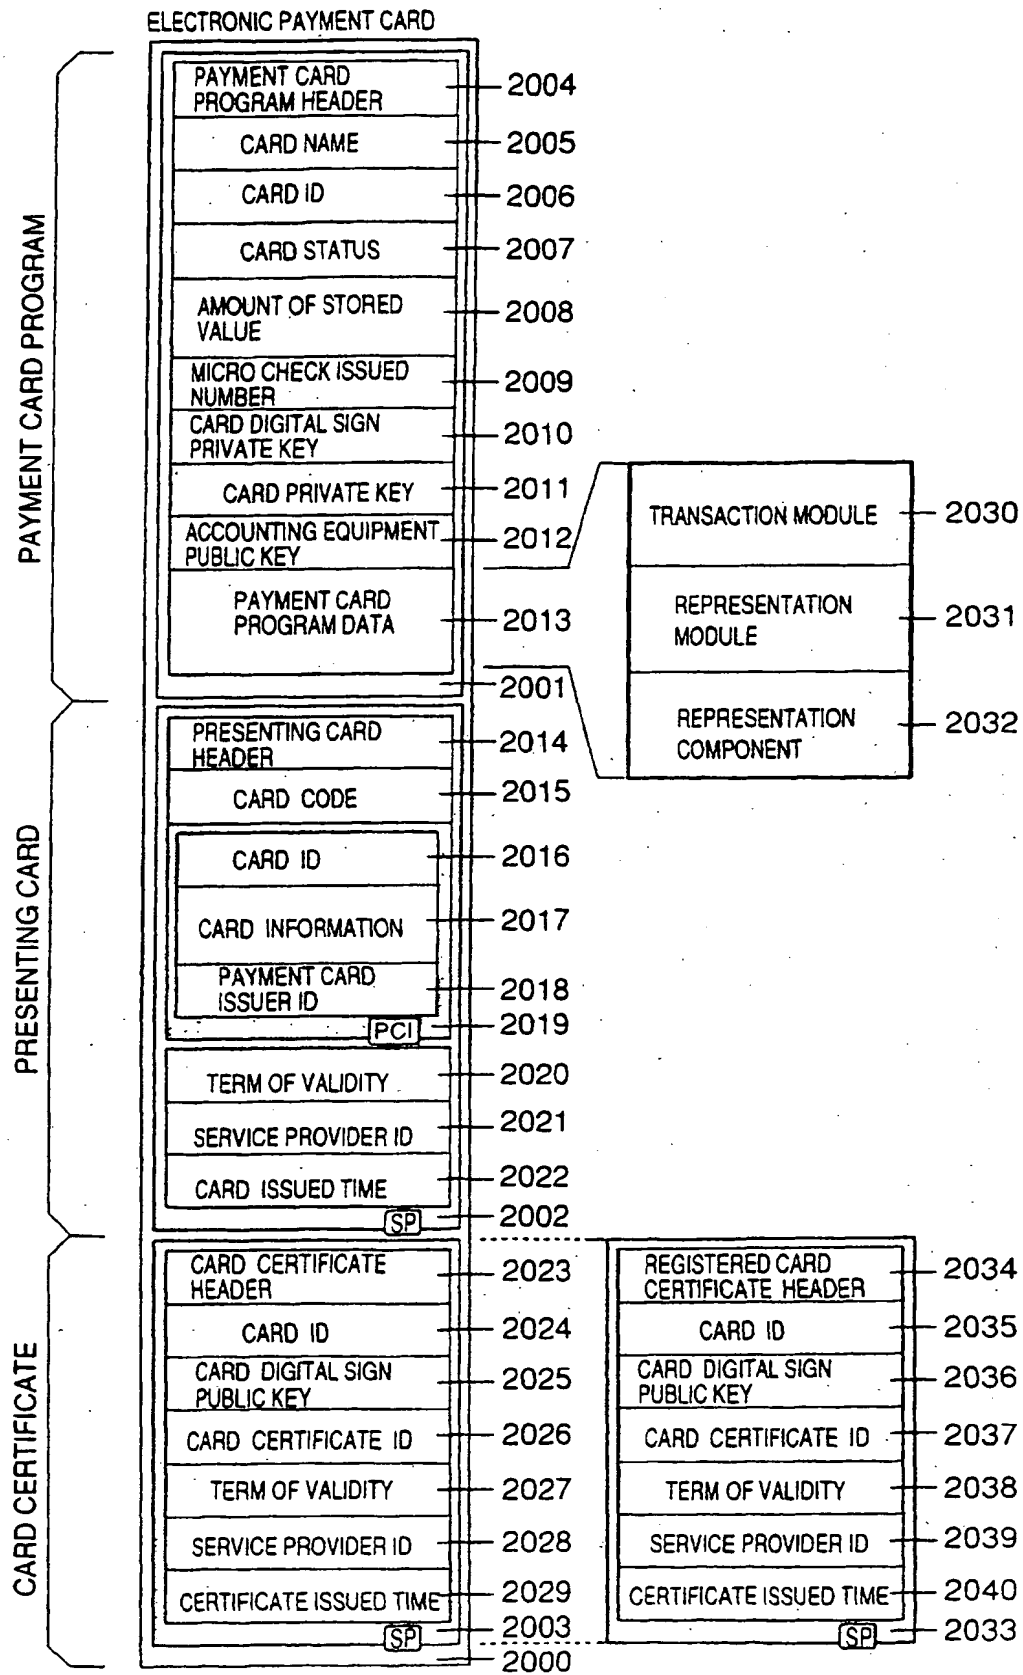 ELECTRONIC PAYMENT CARD
PAYMENT CARD PROGRAM
PAYMENT CARD
PROGRAM HEADER
2004
CARD NAME
2005
CARD ID
2006
CARD STATUS
2007
AMOUNT OF STORED
VALUE
2008
MICRO CHECK ISSUED
NUMBER
2009
CARD DIGITAL SIGN
PRIVATE KEY
2010
CARD PRIVATE KEY
2011
ACCOUNTING EQUIPMENT
PUBLIC KEY
2012
PAYMENT CARD
PROGRAM DATA
2013
2001
TRANSACTION MODULE
2030
REPRESENTATION
MODULE
2031
REPRESENTATION
COMPONENT
2032
PRESENTING CARD
PRESENTING CARD
HEADER
2014
CARD CODE
2015
CARD ID
2016
CARD INFORMATION
2017
PAYMENT CARD
ISSUER ID
2018
PCI
2019
TERM OF VALIDITY
2020
SERVICE PROVIDER ID
2021
CARD ISSUED TIME
2022
SP
2002
CARD CERTIFICATE
CARD CERTIFICATE
HEADER
2023
CARD ID
2024
CARD DIGITAL SIGN
PUBLIC KEY
2025
CARD CERTIFICATE ID
2026
TERM OF VALIDITY
2027
SERVICE PROVIDER ID
2028
CERTIFICATE ISSUED TIME
2029
SP
2003
2000
REGISTERED CARD
CERTIFICATE HEADER
2034
CARD ID
2035
CARD DIGITAL SIGN
PUBLIC KEY
2036
CARD CERTIFICATE ID
2037
TERM OF VALIDITY
2038
SERVICE PROVIDER ID
2039
CERTIFICATE ISSUED TIME
2040
SP
2033